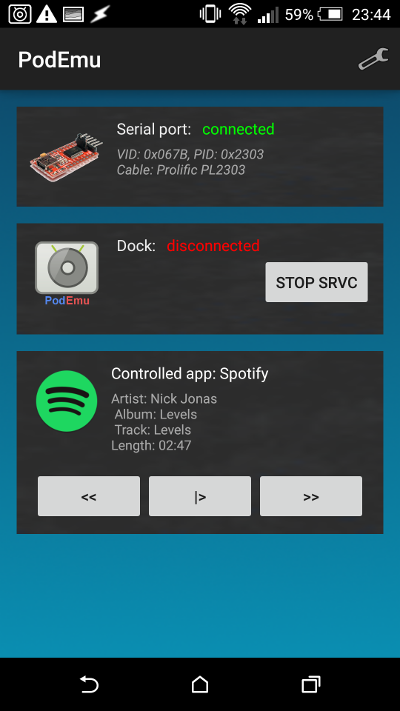 59% 23:44
PodEmu
Serial port: connected
VID: 0x067B, PID: 0x2303
Cable: Prolific PL2303
Dock: disconnected
PodEmu
STOP SRVC
Controlled app: Spotify
Artist: Nick Jonas
Album: Levels
Track: Levels
Length: 02:47
<< |> >>